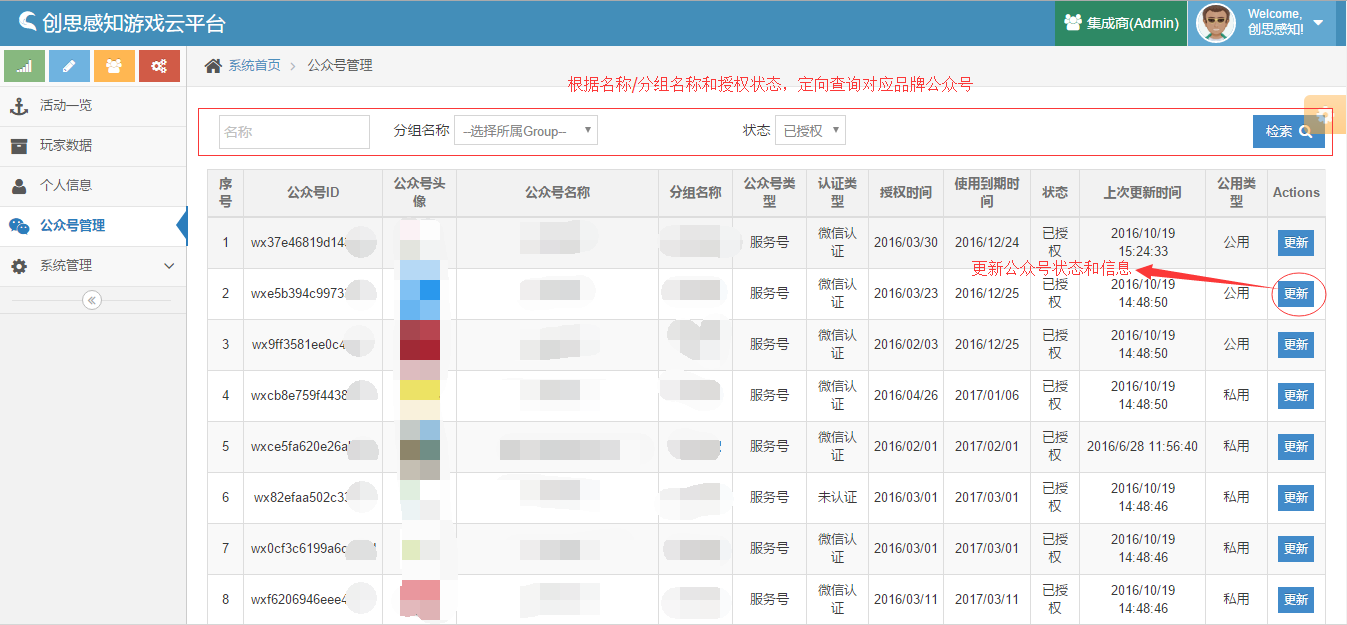 创思感知游戏云平台
集成商(Admin)
Welcome,
创思感知!
系统首页 > 公众号管理
活动一览
玩家数据
个人信息
公众号管理
系统管理
根据名称/分组名称和授权状态，定向查询对应品牌公众号
名称 分组名称 --选择所属Group-- 状态 已授权 检索
序号 公众号ID 公众号头像 公众号名称 分组名称 公众号类型 认证类型 授权时间 使用到期时间 状态 上次更新时间 公用类型 Actions
1 wx37e46819d14 服务号 微信认证 2016/03/30 2016/12/24 已授权 2016/10/19 15:24:33 公用 更新
更新公众号状态和信息
2 wxe5b394c9973 服务号 微信认证 2016/03/23 2016/12/25 已授权 2016/10/19 14:48:50 公用 更新
3 wx9ff3581ee0c4 服务号 微信认证 2016/02/03 2016/12/25 已授权 2016/10/19 14:48:50 公用 更新
4 wxcb8e759f4438 服务号 微信认证 2016/04/26 2017/01/06 已授权 2016/10/19 14:48:50 私用 更新
5 wxce5fa620e26a 服务号 微信认证 2016/02/01 2017/02/01 已授权 2016/6/28 11:56:40 私用 更新
6 wx82efaa502c33 服务号 未认证 2016/03/01 2017/03/01 已授权 2016/10/19 14:48:46 私用 更新
7 wx0cf3c6199a6c 服务号 微信认证 2016/03/01 2017/03/01 已授权 2016/10/19 14:48:46 私用 更新
8 wxf6206946eee4 服务号 微信认证 2016/03/11 2017/03/11 已授权 2016/10/19 14:48:46 私用 更新